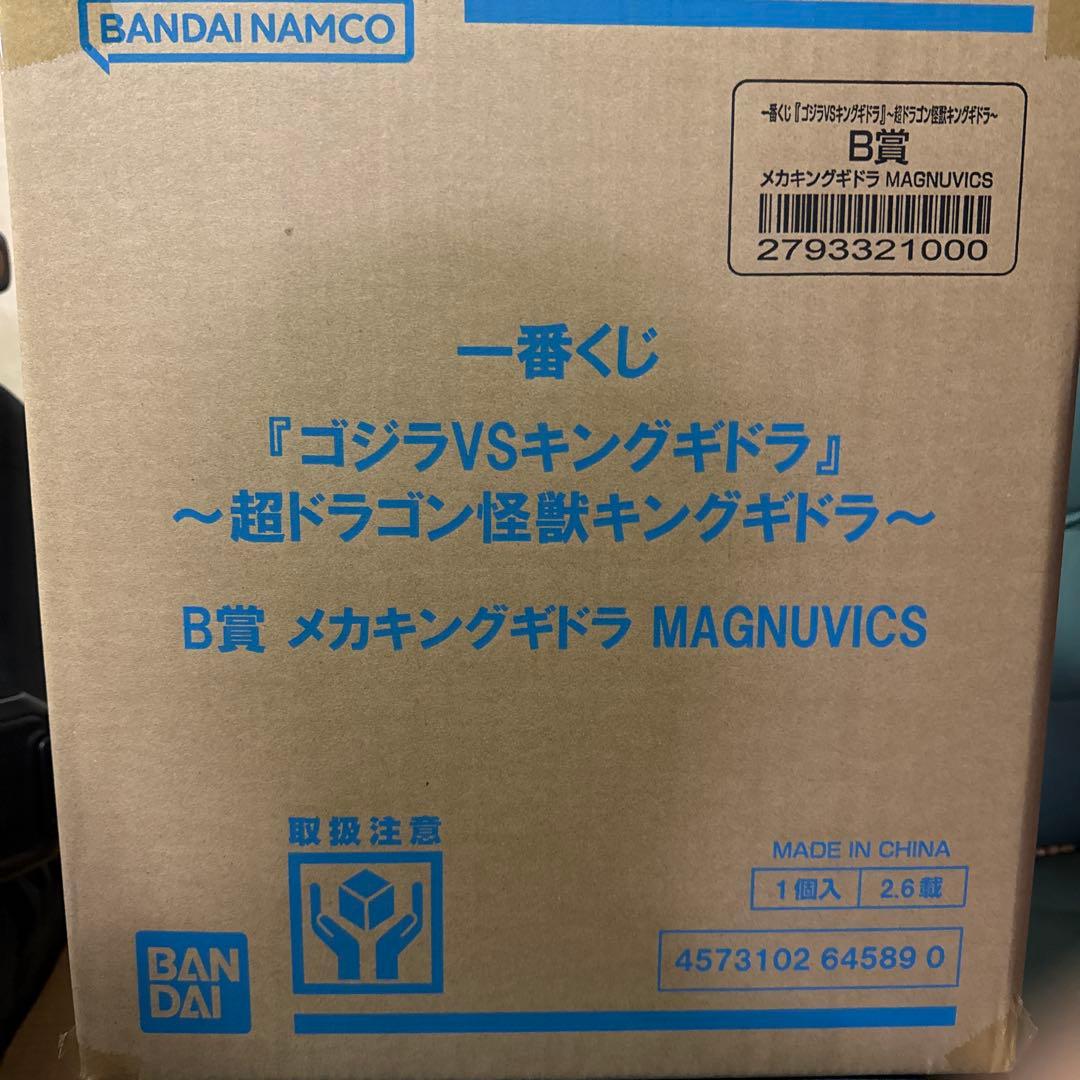 BANDAI NAMCO
一番くじ『ゴジラVSキングギドラ』~超ドラゴン怪獣キングギドラ~
B賞
メカキングギドラ MAGNUVICS
2793321000
一番くじ
『ゴジラVSキングギドラ』
~超ドラゴン怪獣キングギドラ~
B賞 メカキングギドラ MAGNUVICS
取扱注意
MADE IN CHINA
1個入 2.6載
4573102 64589 0
BAN
DAI